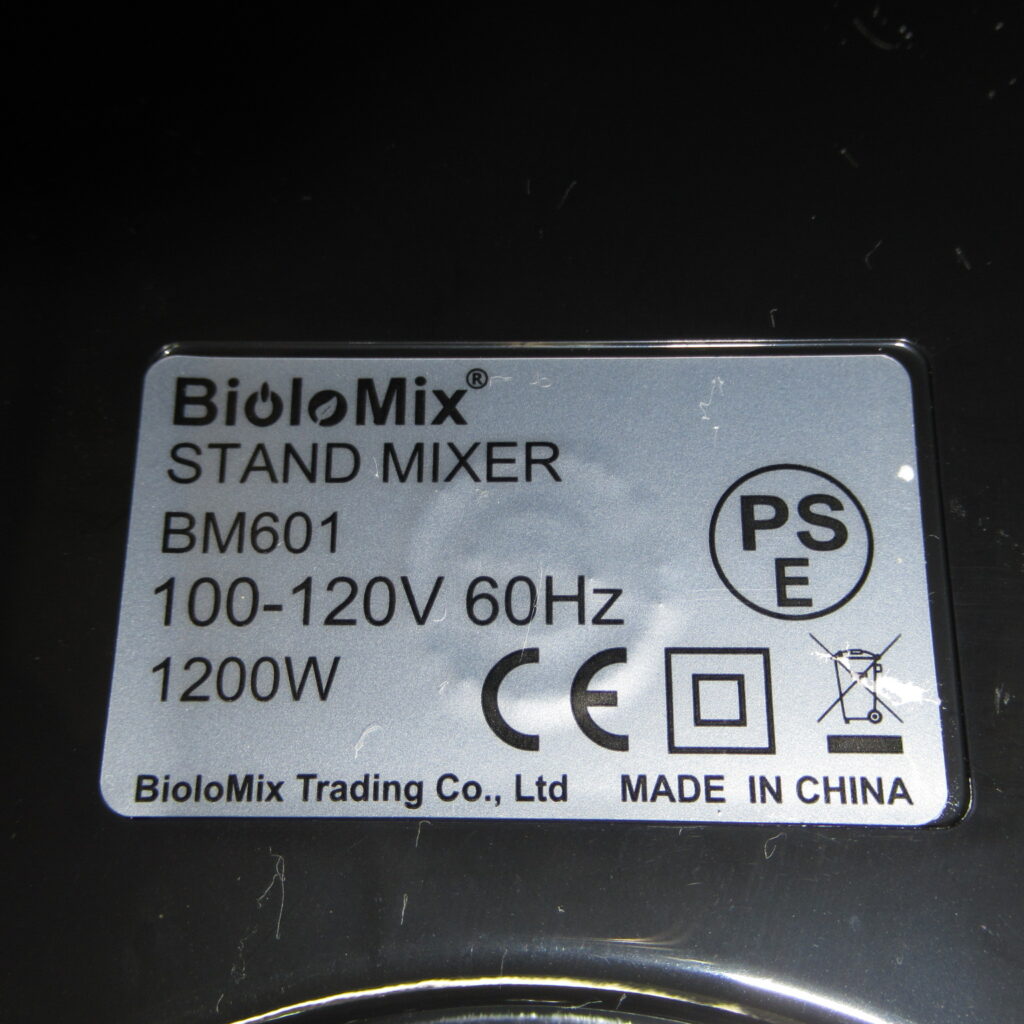 BioloMix®
STAND MIXER
BM601
100-120V 60Hz
1200W
PS
E
CE
BioloMix Trading Co., Ltd MADE IN CHINA